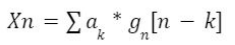 Xn = ∑ a_k * g_n[n − k]